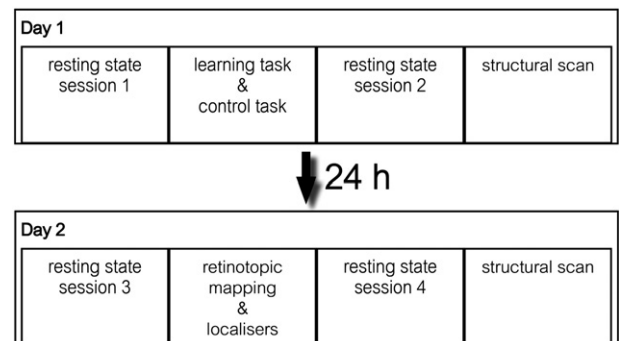 Day 1
resting state
session 1
learning task
&
control task
resting state
session 2
structural scan
24 h
Day 2
resting state
session 3
retinotopic
mapping
&
localisers
resting state
session 4
structural scan